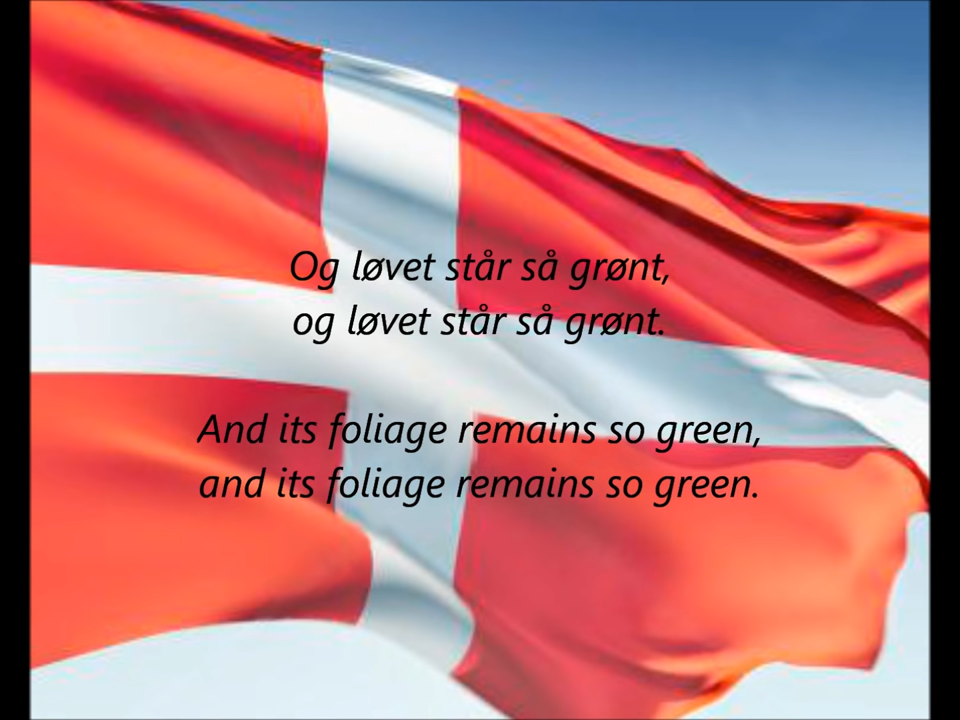 Og løvet står så grønt,
og løvet står så grønt.
And its foliage remains so green,
and its foliage remains so green.